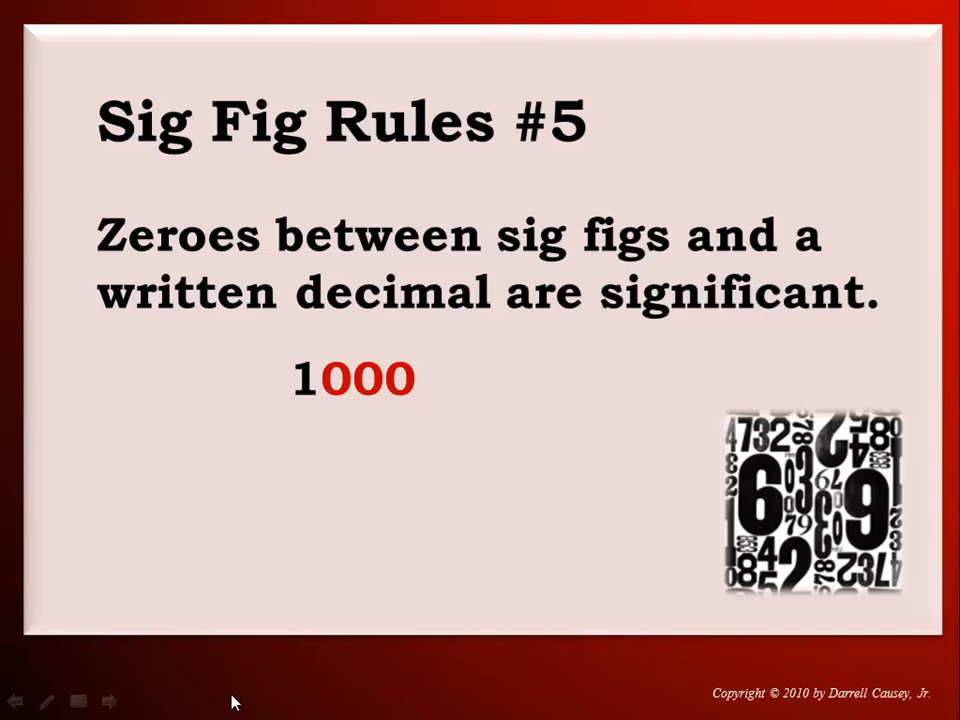 Sig Fig Rules #5
Zeroes between sig figs and a
written decimal are significant.
1000
Copyright © 2010 by Darrell Causey, Jr.